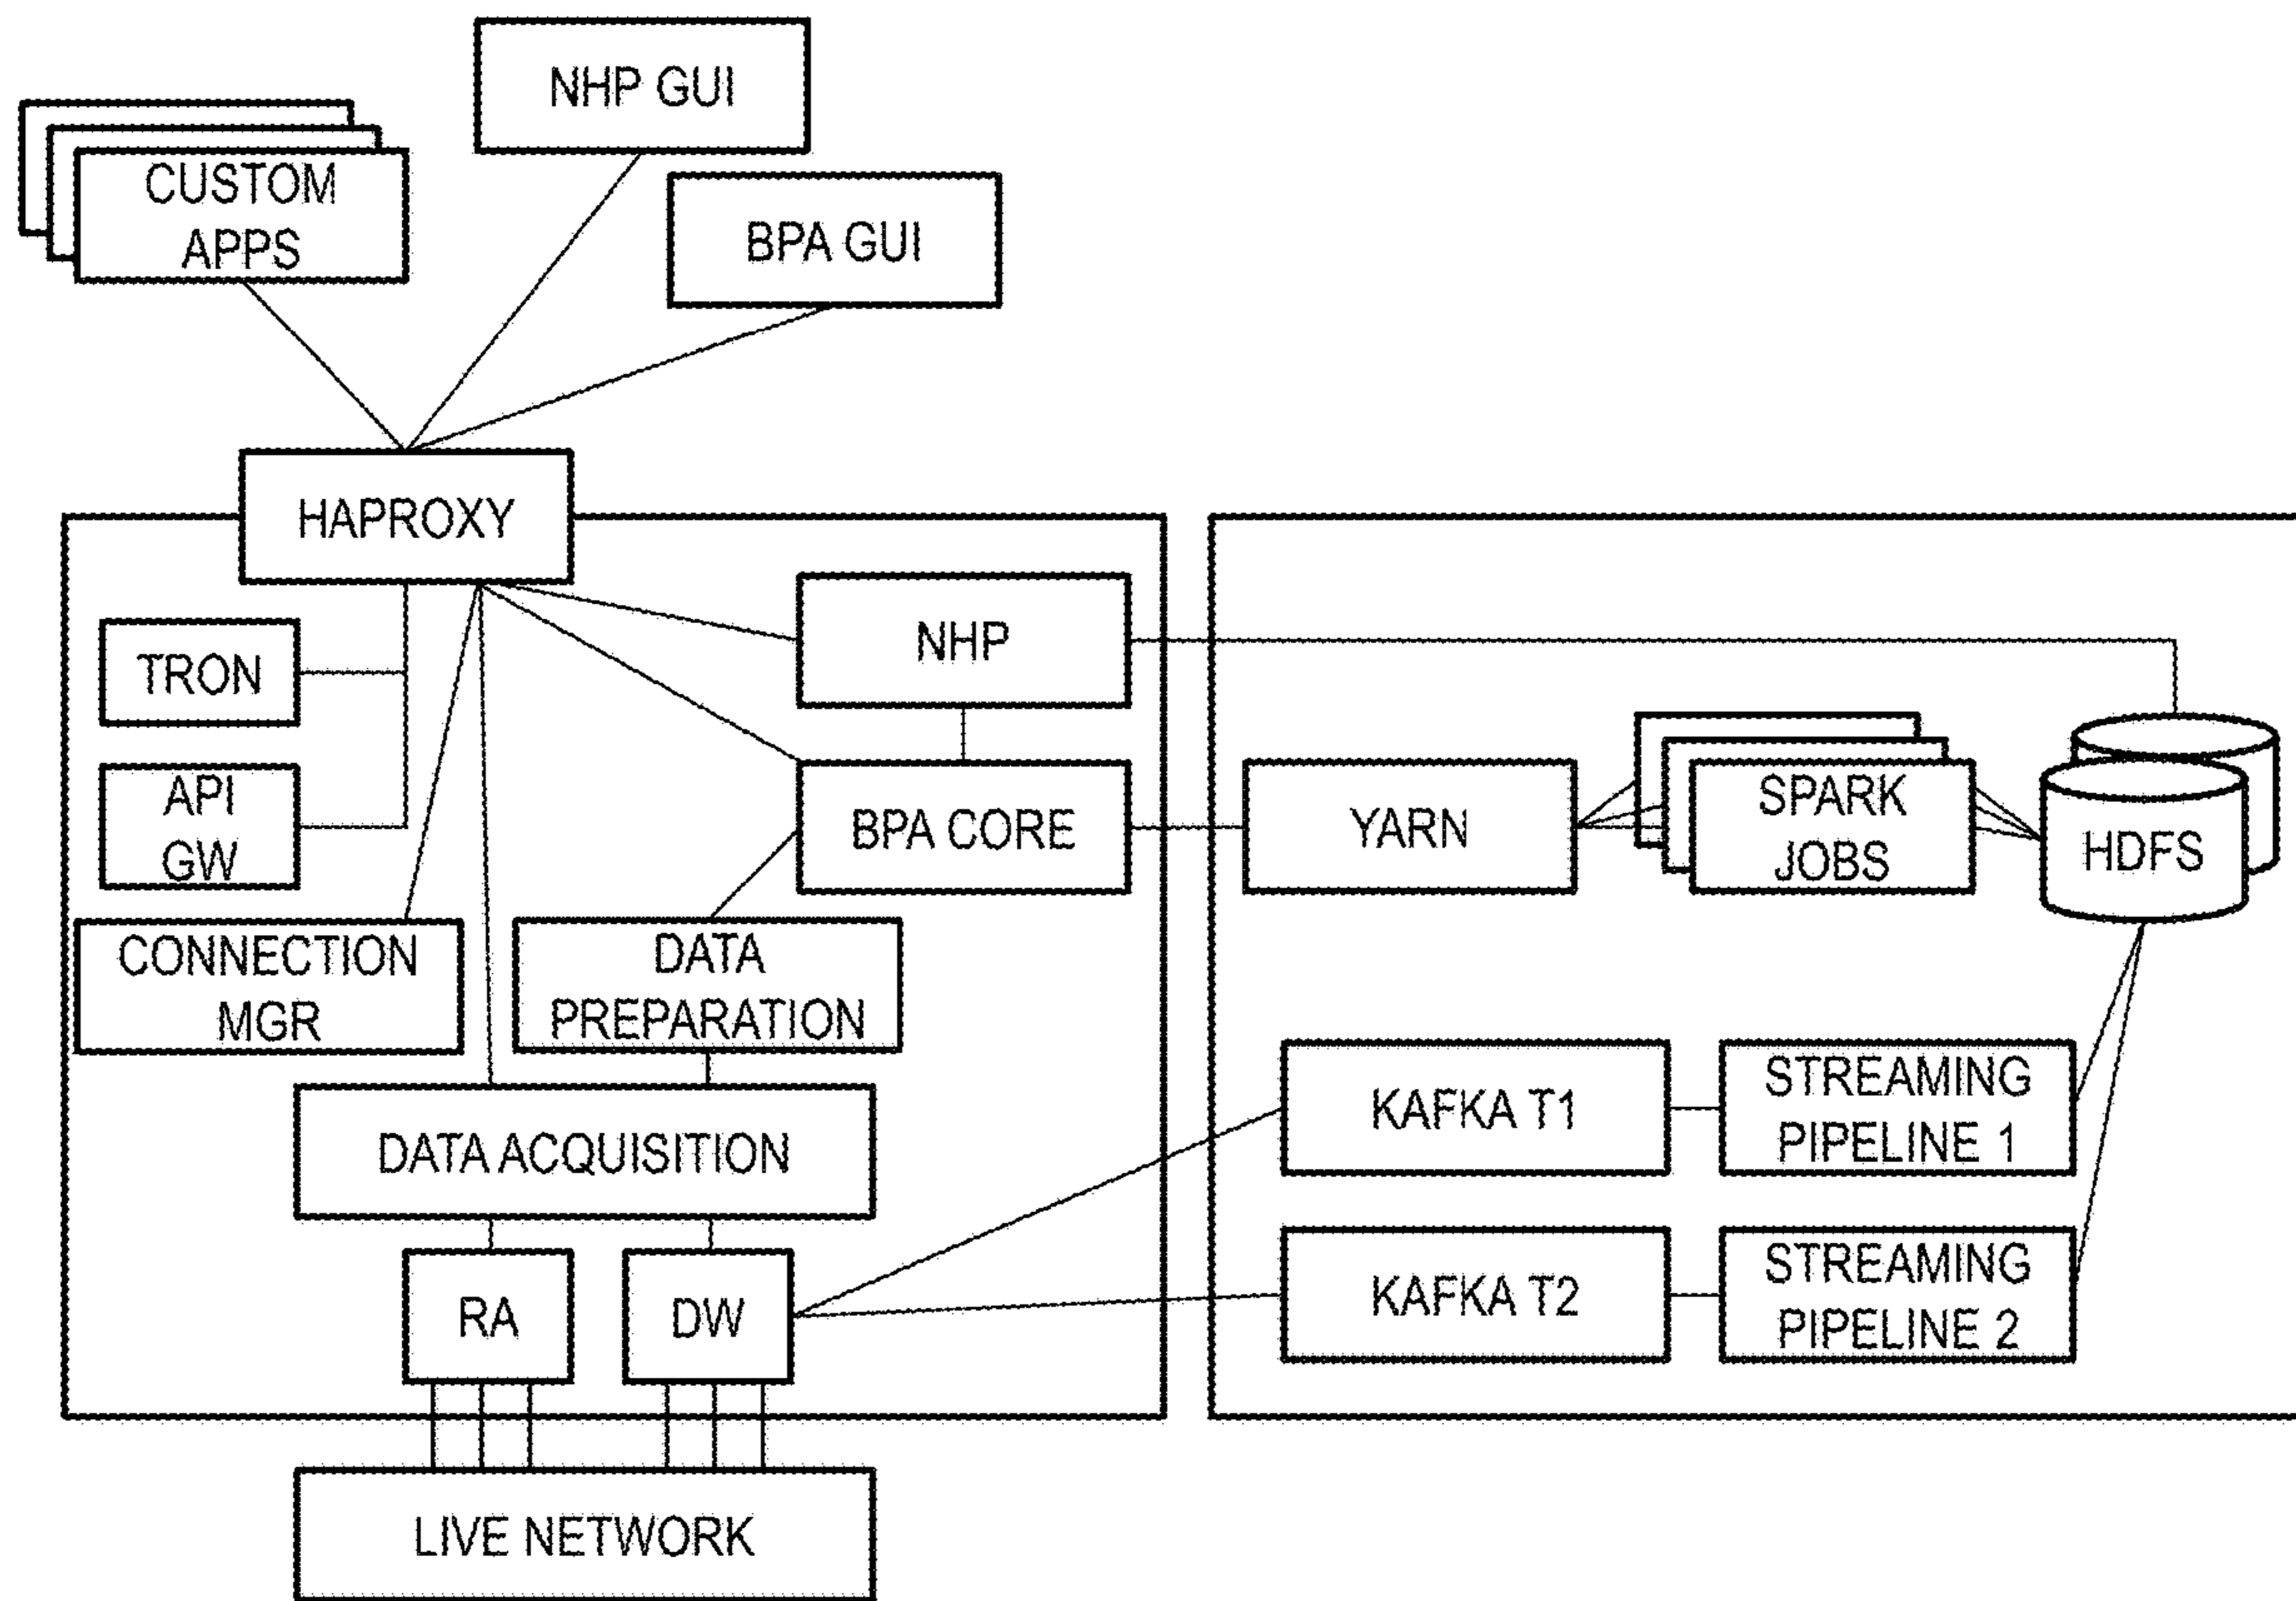 NHP GUI
CUSTOM
APPS
BPA GUI
HAPROXY
NHP
TRON
API
GW
BPA CORE
YARN
SPARK
JOBS
HDFS
CONNECTION
MGR
DATA
PREPARATION
KAFKA T1
STREAMING
PIPELINE 1
DATA ACQUISITION
KAFKA T2
STREAMING
PIPELINE 2
RA
DW
LIVE NETWORK